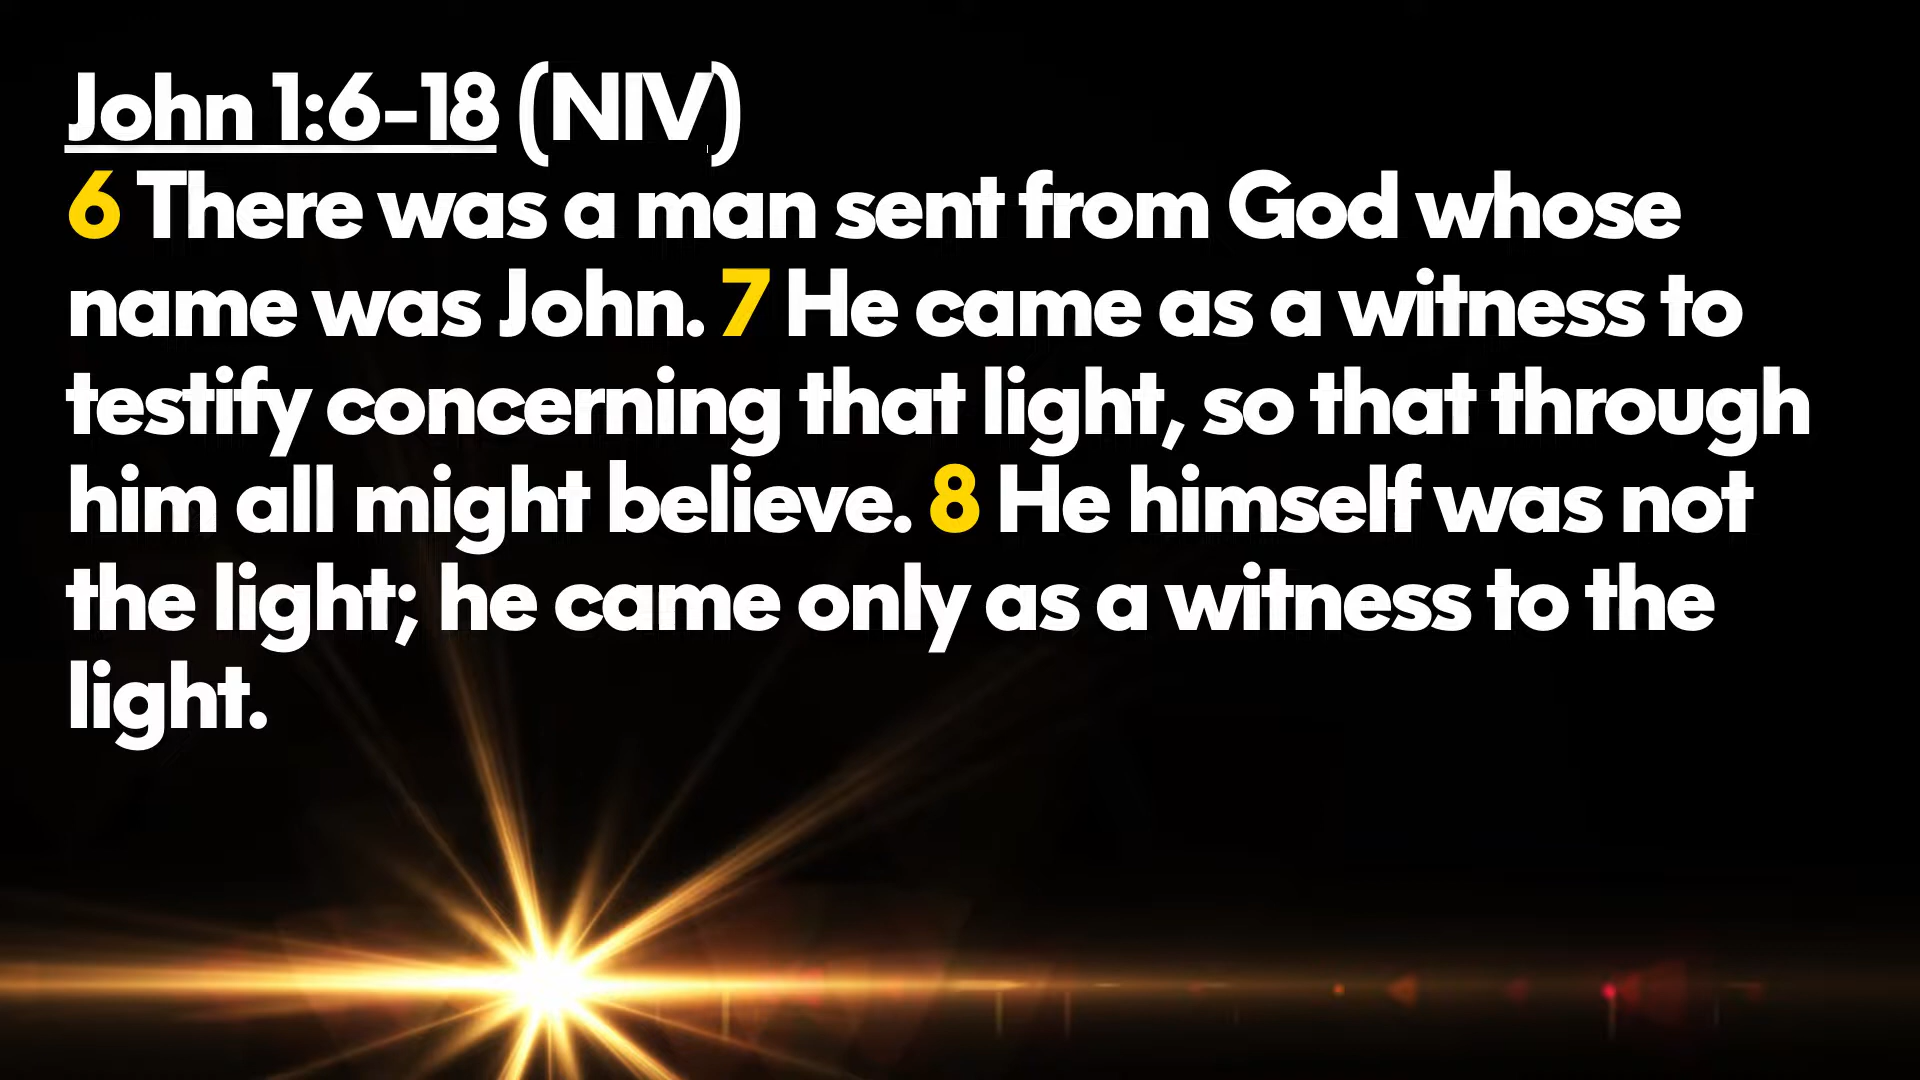 John 1:6-18 (NIV)
6 There was a man sent from God whose
name was John. 7 He came as a witness to
testify concerning that light, so that through
him all might believe. 8 He himself was not
the light; he came only as a witness to the
light.